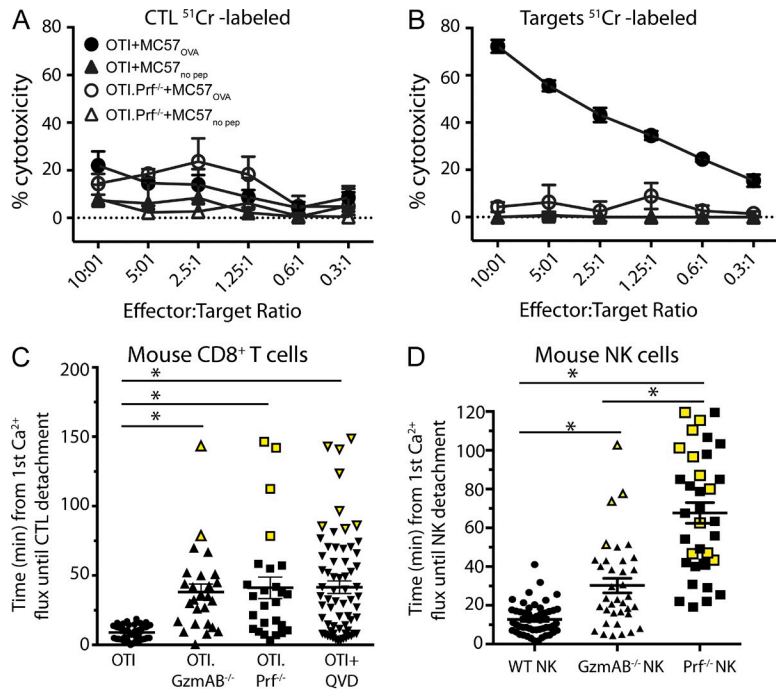 A
CTL ⁵¹Cr -labeled
OTI+MC57OVA
OTI+MC57no pep
OTI.Prf-/-+MC57OVA
OTI.Prf-/-+MC57no pep
% cytotoxicity
80
60
40
20
0
10:01
5:01
2.5:1
1.25:1
0.6:1
0.3:1
Effector:Target Ratio
B
Targets ⁵¹Cr -labeled
% cytotoxicity
80
60
40
20
0
10:01
5:01
2.5:1
1.25:1
0.6:1
0.3:1
Effector:Target Ratio
C
Mouse CD8⁺ T cells
Time (min) from 1st Ca²⁺
flux until CTL detachment
200
150
100
50
0
*
*
*
OTI
OTI.
GzmAB-/-
OTI.
Prf-/-
OTI+
QVD
D
Mouse NK cells
Time (min) from 1st Ca²⁺
flux until NK detachment
120
100
80
60
40
30
20
10
0
*
*
*
WT NK
GzmAB-/- NK
Prf-/- NK